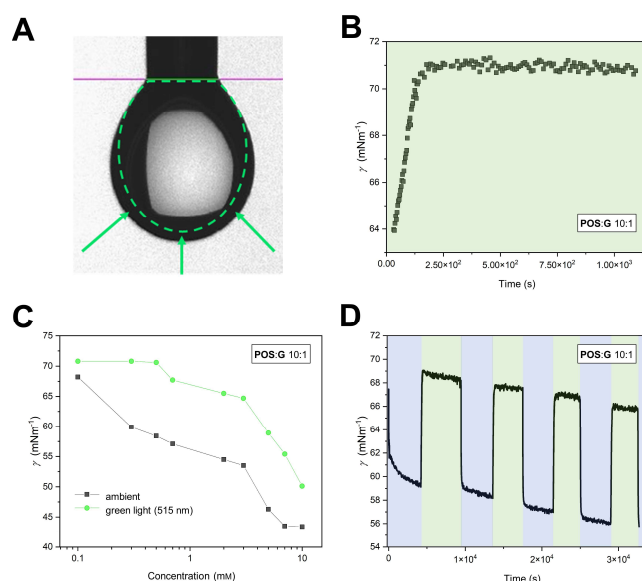 A
B
72
70
68
66
64
γ (mNm⁻¹)
POS:G 10:1
0.00 2.50×10² 5.00×10² 7.50×10² 1.00×10³
Time (s)
C
75
70
65
60
55
50
45
40
γ (mNm⁻¹)
POS:G 10:1
ambient
green light (515 nm)
0.1 1 10
Concentration (mM)
D
72
70
68
66
64
62
60
58
56
54
γ (mNm⁻¹)
POS:G 10:1
0 1×10⁴ 2×10⁴ 3×10⁴
Time (s)